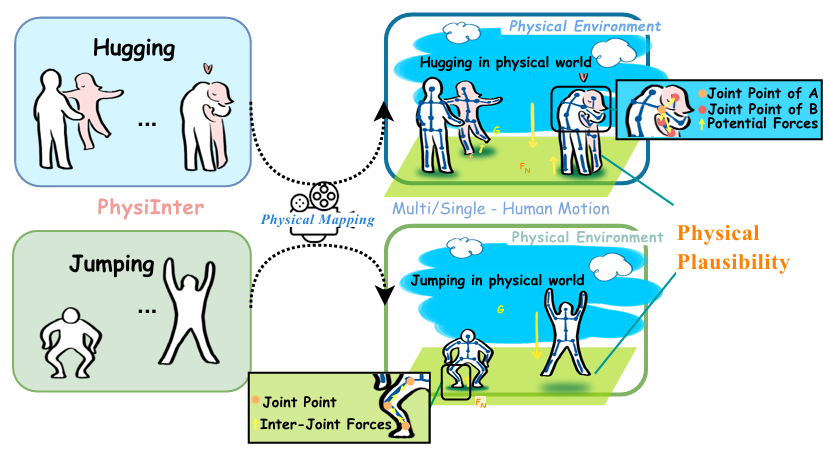 Hugging
...
Physical Environment
Hugging in physical world
G
F_N
Joint Point of A
Joint Point of B
Potential Forces
PhysiInter
Physical Mapping
Multi/Single - Human Motion
Physical Plausibility
Jumping
...
Physical Environment
Jumping in physical world
G
F_N
Joint Point
Inter-Joint Forces